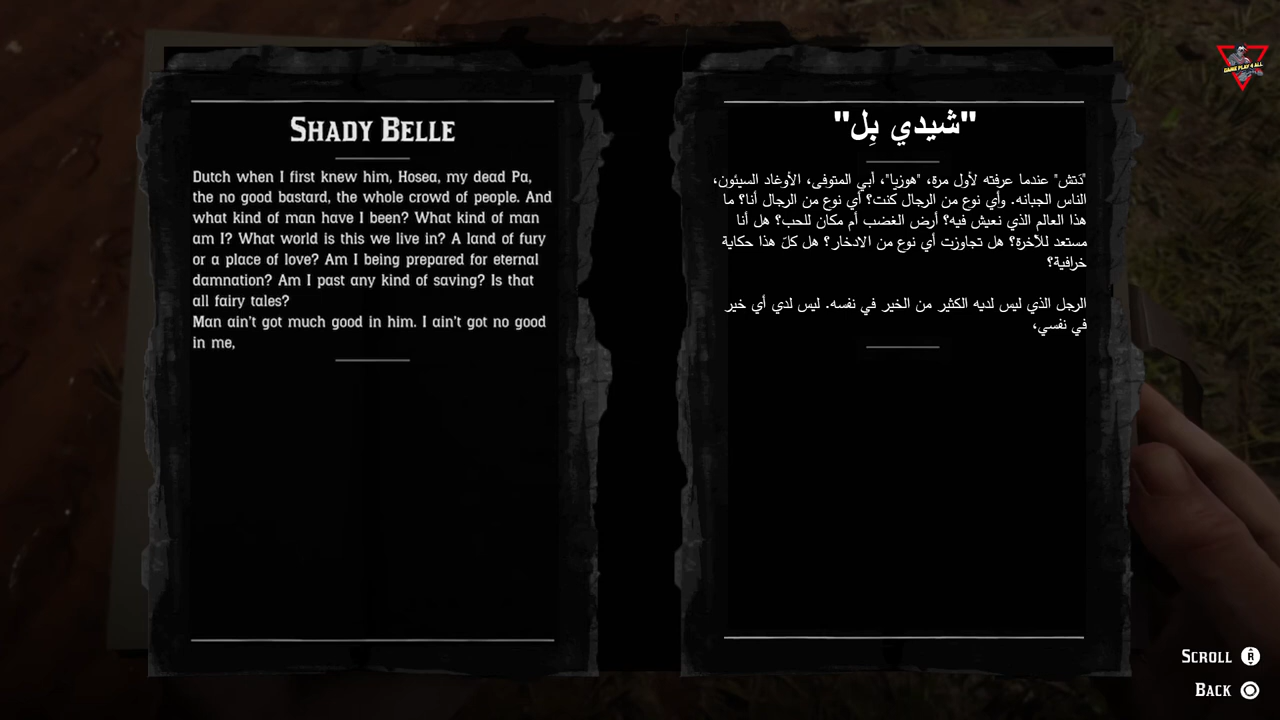 Shady Belle
Dutch when I first knew him, Hosea, my dead Pa,
the no good bastard, the whole crowd of people. And
what kind of man have I been? What kind of man
am I? What world is this we live in? A land of fury
or a place of love? Am I being prepared for eternal
damnation? Am I past any kind of saving? Is that
all fairy tales?
Man ain't got much good in him. I ain't got no good
in me,
"شيدي بِل"
"دَتش" عندما عرفته لأول مرة، "هوزيا"، أبي المتوفى، الأوغاد السيئون،
الناس الجبانه. وأي نوع من الرجال كنت؟ أي نوع من الرجال أنا؟ ما
هذا العالم الذي نعيش فيه؟ أرض الغضب أم مكان للحب؟ هل أنا
مستعد للآخرة؟ هل تجاوزت أي نوع من الادخار؟ هل كلّ هذا حكاية
خرافية؟
الرجل الذي ليس لديه الكثير من الخير في نفسه. ليس لدي أي خير
في نفسي،
GAME PLAY 4 ALL
Scroll R
Back